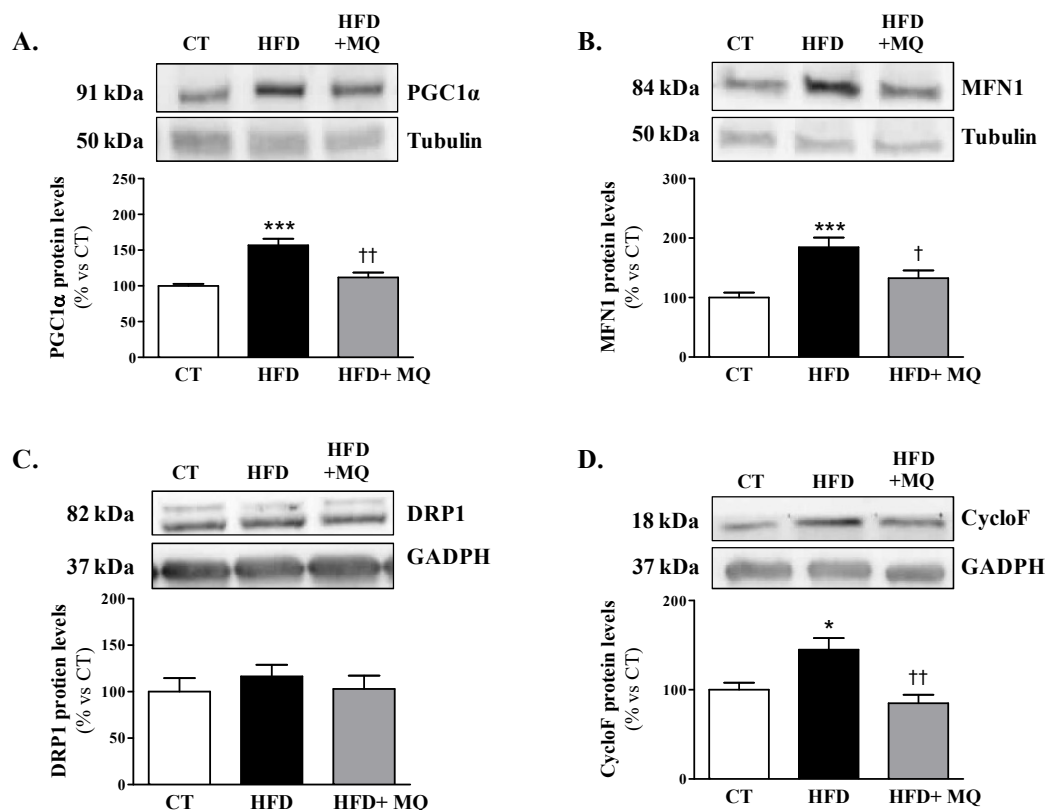 A.
CT HFD HFD
+MQ
91 kDa PGC1α
50 kDa Tubulin
PGC1α protein levels
(% vs CT)
250
200
150
100
50
0
***
††
CT HFD HFD+ MQ
B.
CT HFD HFD
+MQ
84 kDa MFN1
50 kDa Tubulin
MFN1 protein levels
(% vs CT)
300
200
100
0
***
†
CT HFD HFD+ MQ
C.
CT HFD HFD
+MQ
82 kDa DRP1
37 kDa GADPH
DRP1 protien levels
(% vs CT)
200
150
100
50
0
CT HFD HFD+ MQ
D.
CT HFD HFD
+MQ
18 kDa CycloF
37 kDa GADPH
CycloF protein levels
(% vs CT)
200
150
100
50
0
*
††
CT HFD HFD+ MQ